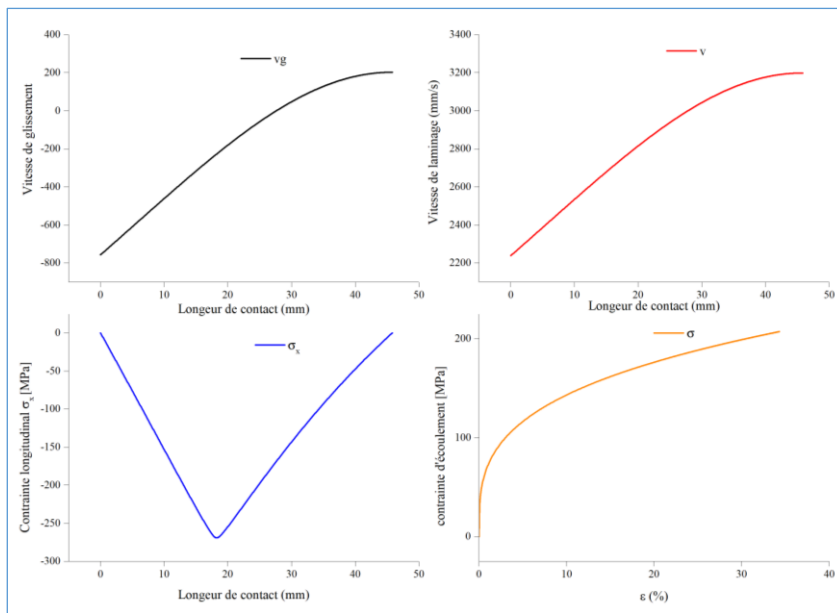 400
200
0
-200
-400
-600
-800
Vitesse de glissement
vg
0 10 20 30 40 50
Longeur de contact (mm)
3400
3200
3000
2800
2600
2400
2200
Vitesse de laminage (mm/s)
v
0 10 20 30 40 50
Longeur de contact (mm)
0
-50
-100
-150
-200
-250
-300
Contrainte longitudinal σx [MPa]
σx
0 10 20 30 40 50
Longeur de contact (mm)
200
100
0
contrainte d'écoulement [MPa]
σ
0 10 20 30 40
ε (%)